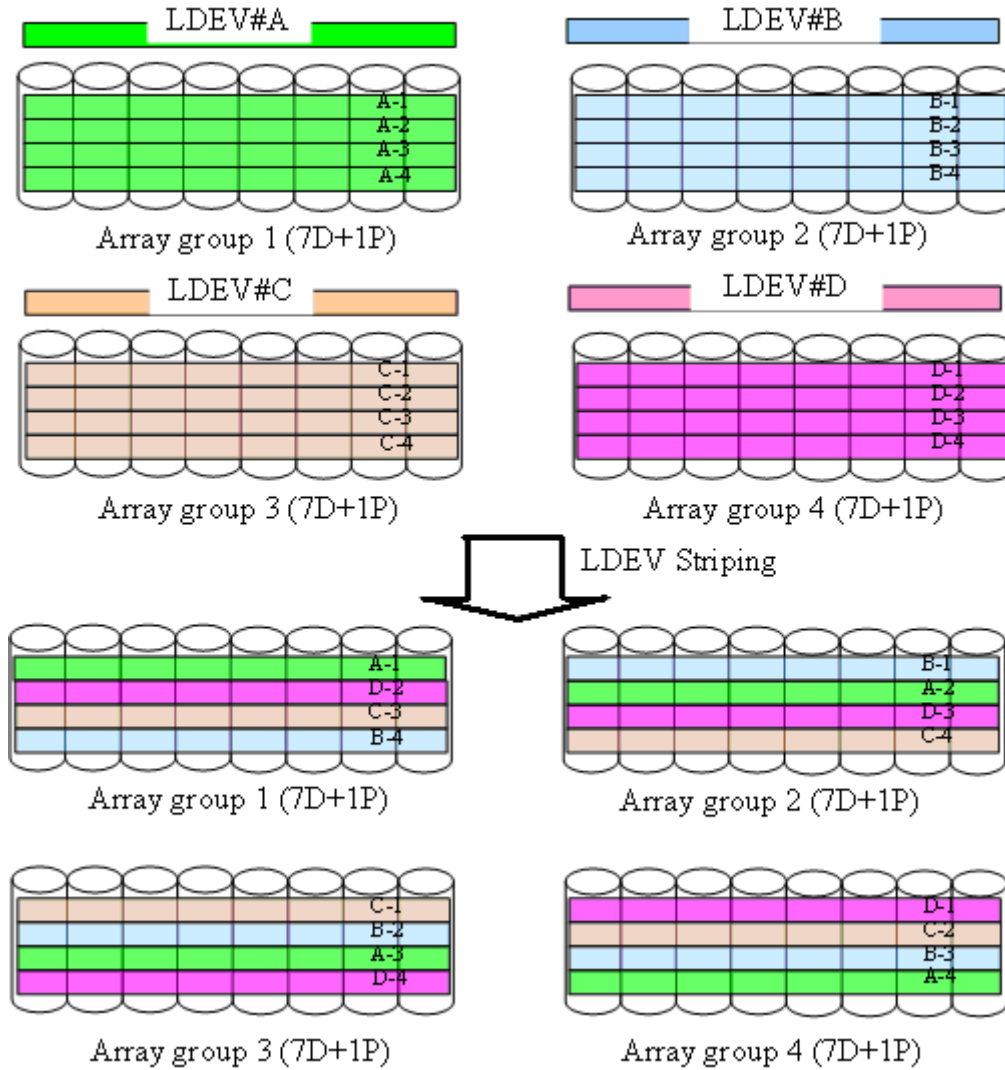 LDEV#A
A-1
A-2
A-3
A-4
Array group 1 (7D+1P)
LDEV#B
B-1
B-2
B-3
B-4
Array group 2 (7D+1P)
LDEV#C
C-1
C-2
C-3
C-4
Array group 3 (7D+1P)
LDEV#D
D-1
D-2
D-3
D-4
Array group 4 (7D+1P)
LDEV Striping
A-1
D-2
C-3
B-4
Array group 1 (7D+1P)
B-1
A-2
D-3
C-4
Array group 2 (7D+1P)
C-1
B-2
A-3
D-4
Array group 3 (7D+1P)
D-1
C-2
B-3
A-4
Array group 4 (7D+1P)